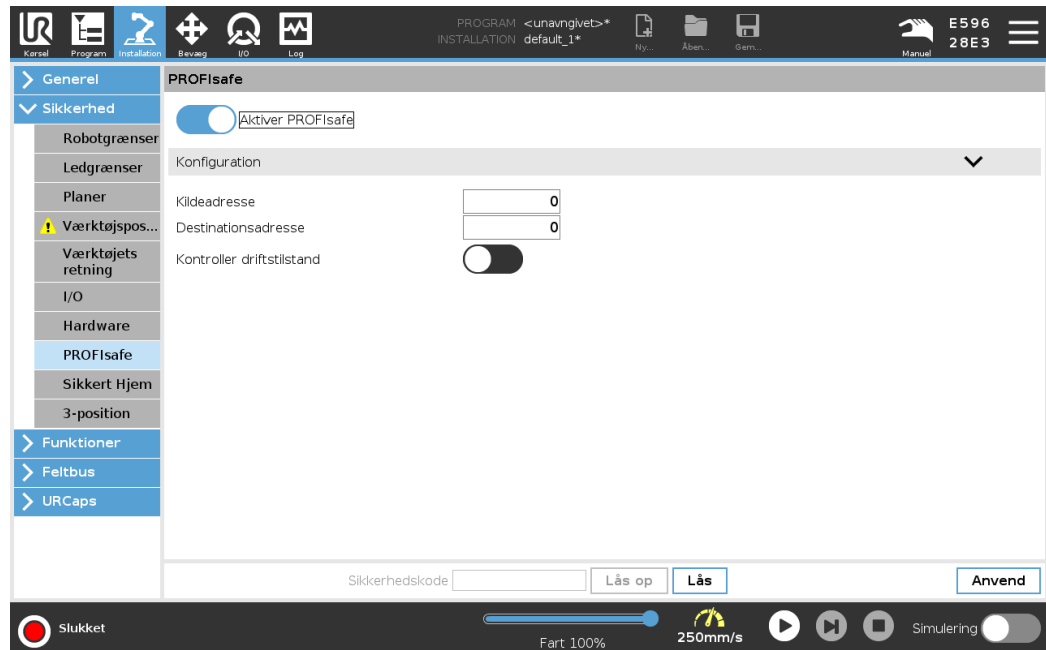 PROGRAM <unavngivet>*
INSTALLATION default_1*
UR
Kørsel
Program
Installation
Bevæg
I/O
Log
Ny...
Åben...
Gem...
Manuel
E596
28E3
Generel
Sikkerhed
Robotgrænser
Ledgrænser
Planer
Værktøjspos...
Værktøjets
retning
I/O
Hardware
PROFIsafe
Sikkert Hjem
3-position
Funktioner
Feltbus
URCaps
PROFIsafe
Aktiver PROFIsafe
Konfiguration
Kildeadresse 0
Destinationsadresse 0
Kontroller driftstilstand
Sikkerhedskode Lås op Lås Anvend
Slukket
Fart 100%
250mm/s
Simulering